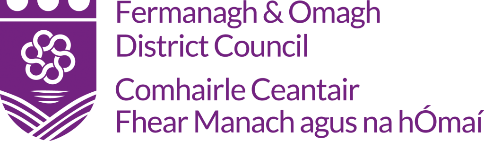 Fermanagh & Omagh
District Council
Comhairle Ceantair
Fhear Manach agus na hÓmaí